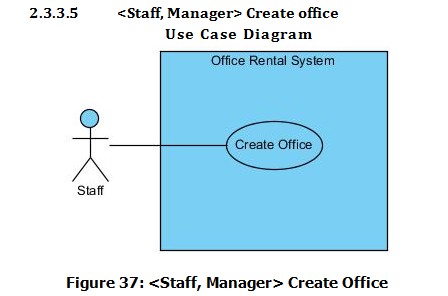 2.3.3.5 <Staff, Manager> Create office
Use Case Diagram
Office Rental System
Create Office
Staff
Figure 37: <Staff, Manager> Create Office